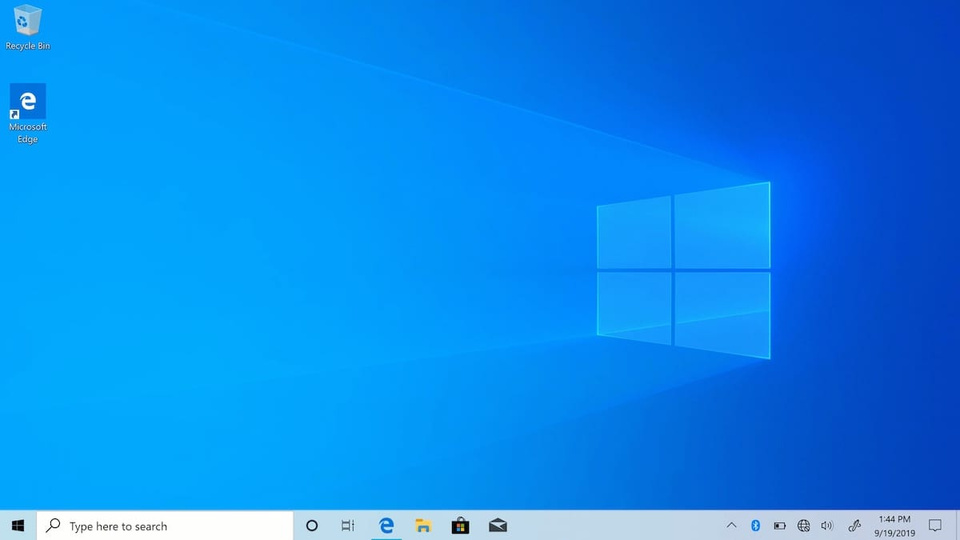 Recycle Bin
Microsoft
Edge
Type here to search
1:44 PM
9/19/2019